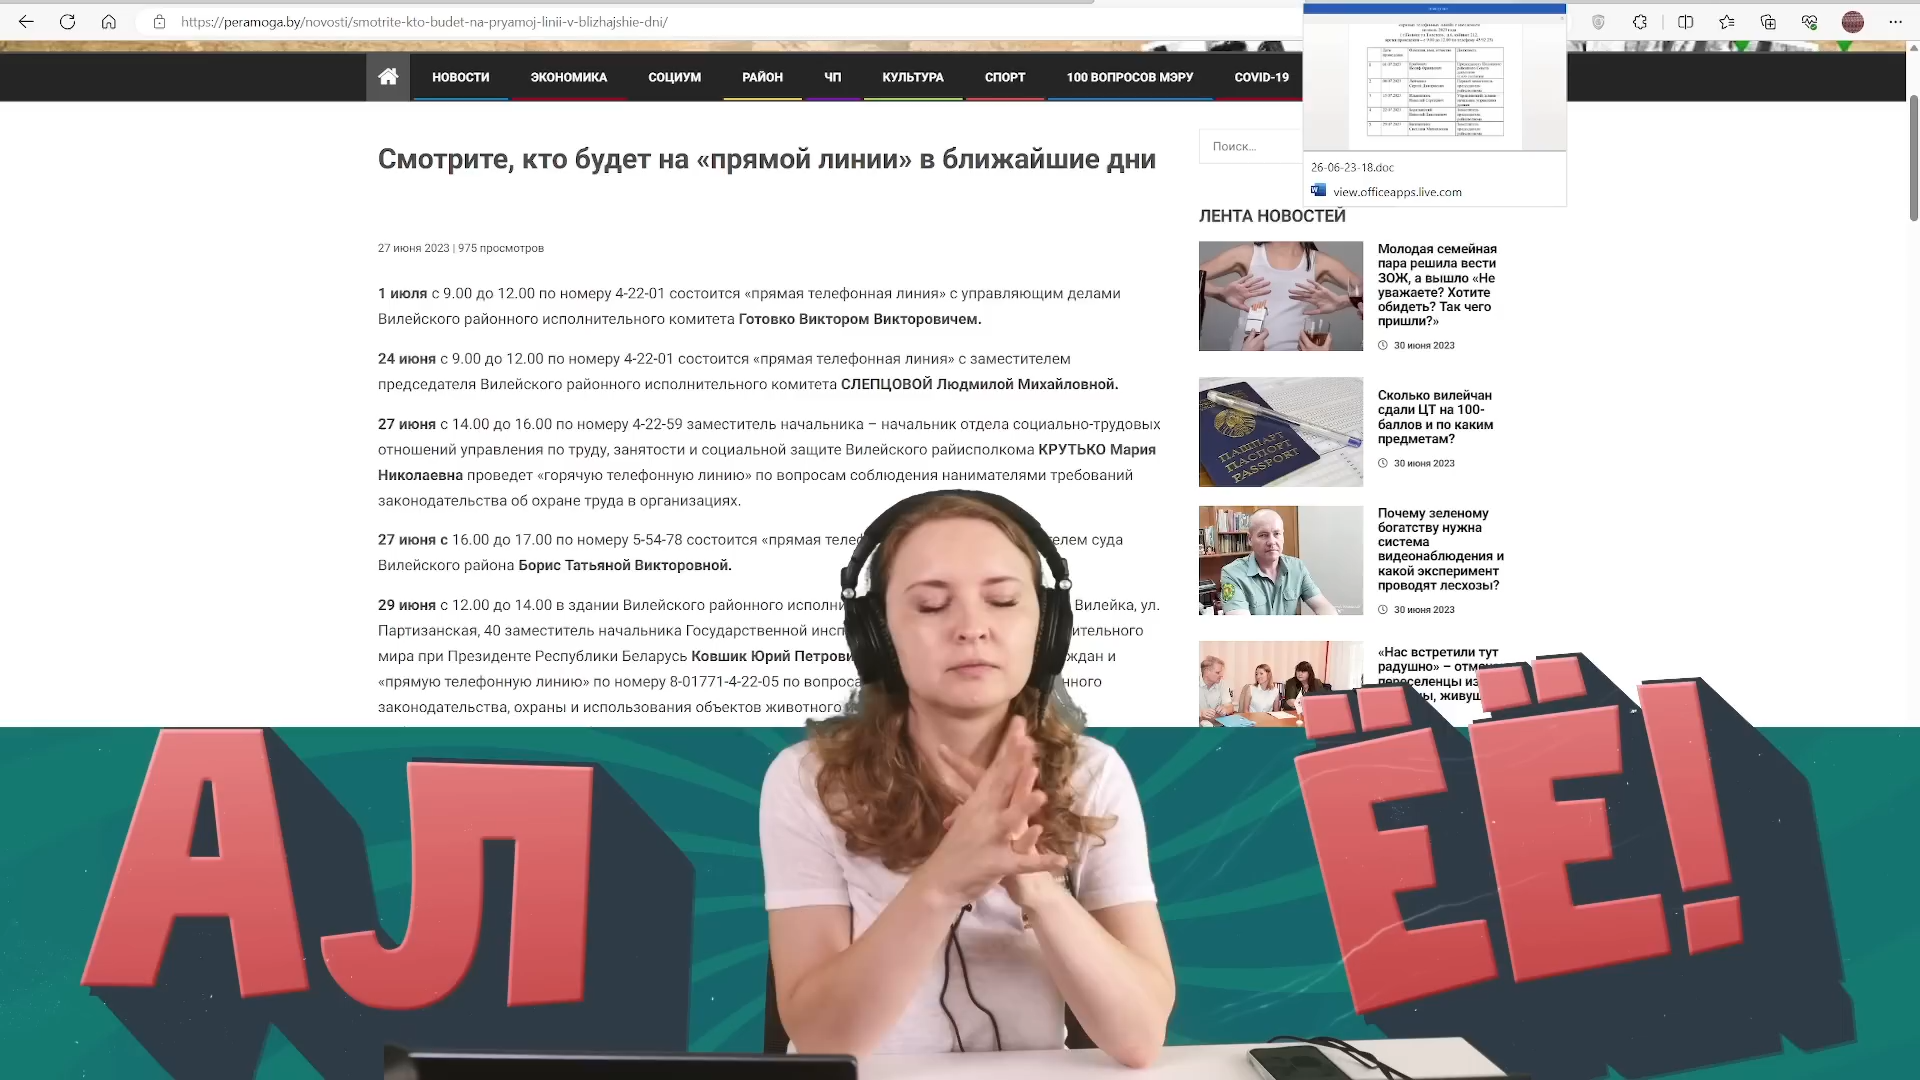 https://peramoga.by/novosti/smotrite-kto-budet-na-pryamoj-linii-v-blizhajshie-dni/
26-06-23-18.doc
view.officeapps.live.com
НОВОСТИ ЭКОНОМИКА СОЦИУМ РАЙОН ЧП КУЛЬТУРА СПОРТ 100 ВОПРОСОВ МЭРУ COVID-19
Смотрите, кто будет на «прямой линии» в ближайшие дни
27 июня 2023 | 975 просмотров
1 июля с 9.00 до 12.00 по номеру 4-22-01 состоится «прямая телефонная линия» с управляющим делами
Вилейского районного исполнительного комитета Готовко Виктором Викторовичем.
24 июня с 9.00 до 12.00 по номеру 4-22-01 состоится «прямая телефонная линия» с заместителем
председателя Вилейского районного исполнительного комитета СЛЕПЦОВОЙ Людмилой Михайловной.
27 июня с 14.00 до 16.00 по номеру 4-22-59 заместитель начальника – начальник отдела социально-трудовых
отношений управления по труду, занятости и социальной защите Вилейского райисполкома КРУТЬКО Мария
Николаевна проведет «горячую телефонную линию» по вопросам соблюдения нанимателями требований
законодательства об охране труда в организациях.
27 июня с 16.00 до 17.00 по номеру 5-54-78 состоится «прямая теле телем суда
Вилейского района Борис Татьяной Викторовной.
29 июня с 12.00 до 14.00 в здании Вилейского районного исполни Вилейка, ул.
Партизанская, 40 заместитель начальника Государственной инсп ительного
мира при Президенте Республики Беларусь Ковшик Юрий Петрови ждан и
«прямую телефонную линию» по номеру 8-01771-4-22-05 по вопроса нного
законодательства, охраны и использования объектов животного
Поиск...
ЛЕНТА НОВОСТЕЙ
Молодая семейная
пара решила вести
ЗОЖ, а вышло «Не
уважаете? Хотите
обидеть? Так чего
пришли?»
30 июня 2023
ПАШПАРТ
ПАСПОРТ
PASSPORT
Сколько вилейчан
сдали ЦТ на 100-
баллов и по каким
предметам?
30 июня 2023
Почему зеленому
богатству нужна
система
видеонаблюдения и
какой эксперимент
проводят лесхозы?
30 июня 2023
«Нас встретили тут
радушно» – отме
переселенцы из
ы, живущ
АЛ ЁЁ!